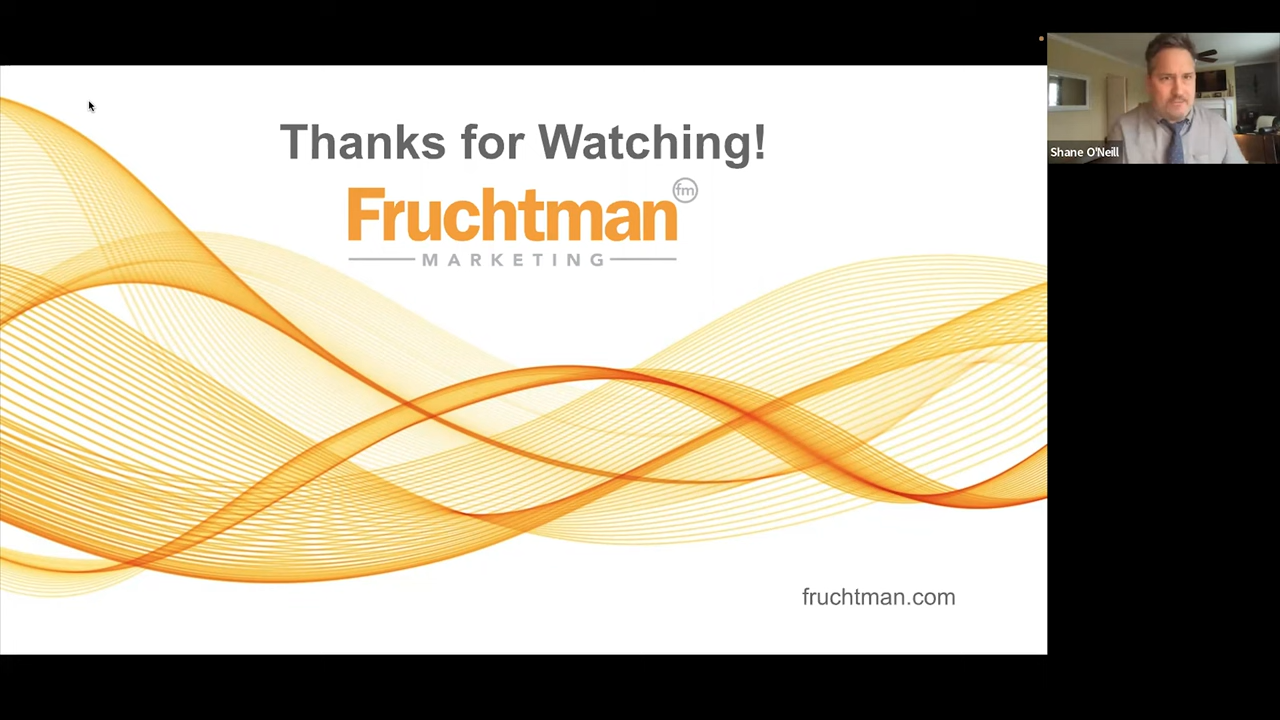 Thanks for Watching!
fm
Fruchtman
MARKETING
Shane O'Neill
fruchtman.com